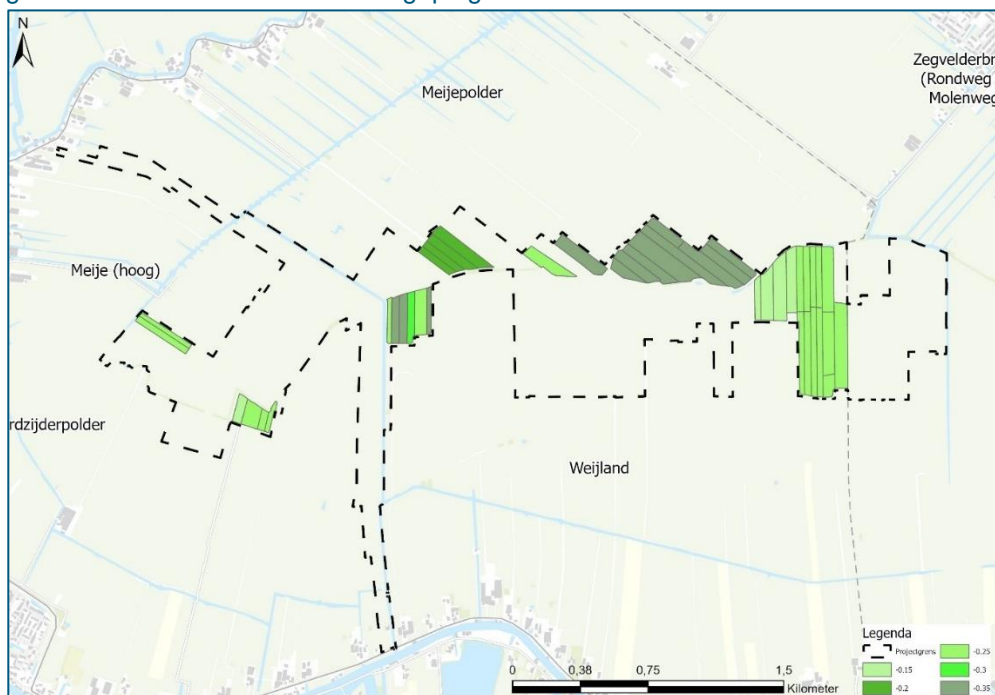 N
Meijepolder
Zegvelderbr
(Rondweg
Molenweg
Meije (hoog)
rdzijderpolder
Weijland
Legenda
Projectgrens
-0.15
-0.2
-0.25
-0.3
-0.35
0 0,38 0,75 1,5
Kilometer